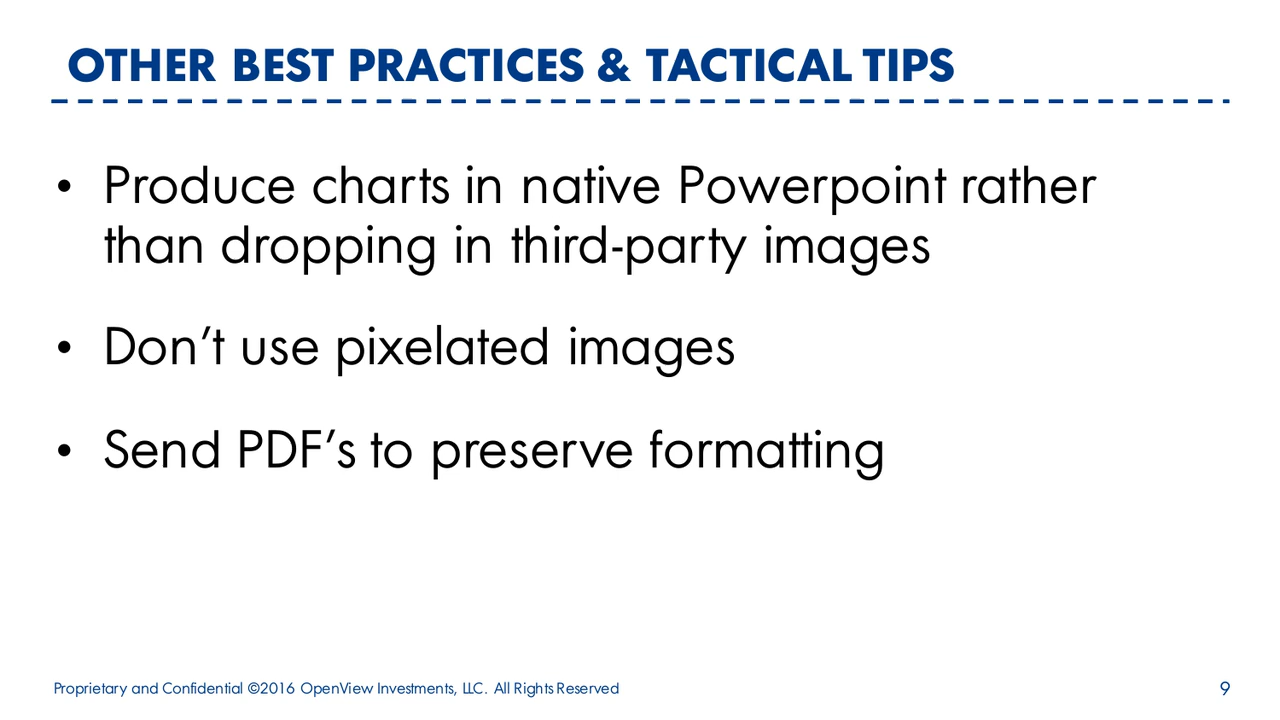 OTHER BEST PRACTICES & TACTICAL TIPS
• Produce charts in native Powerpoint rather
than dropping in third-party images
• Don’t use pixelated images
• Send PDF’s to preserve formatting
Proprietary and Confidential ©2016 OpenView Investments, LLC. All Rights Reserved
9